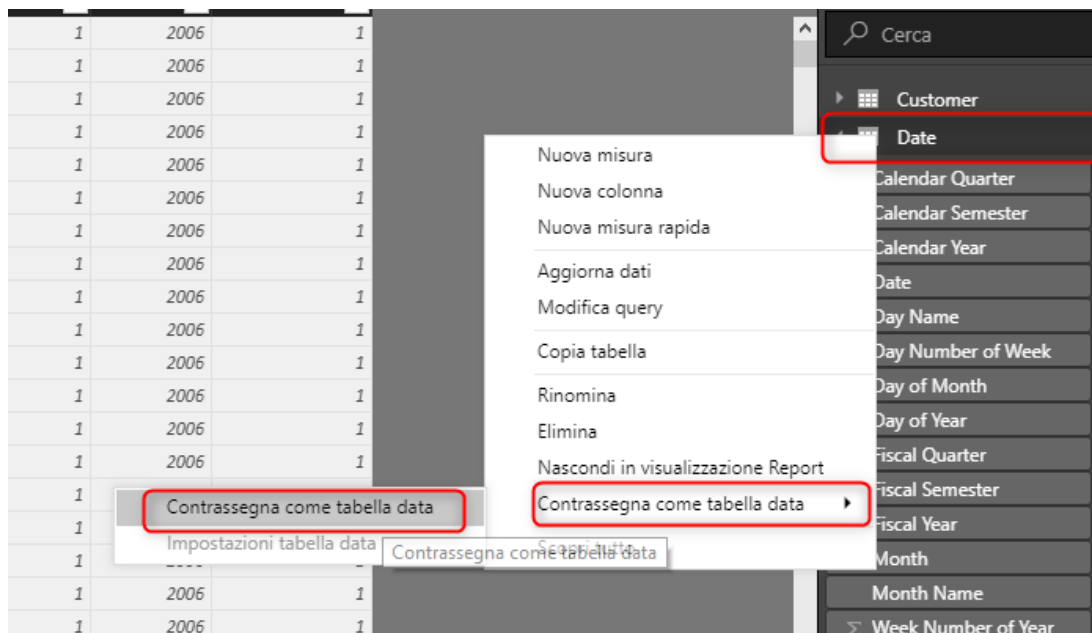 1 2006 1
1 2006 1
1 2006 1
1 2006 1
1 2006 1
1 2006 1
1 2006 1
1 2006 1
1 2006 1
1 2006 1
1 2006 1
1 2006 1
1 2006 1
1 2006 1
1
1
1
1 2006 1
1 2006 1
Nuova misura
Nuova colonna
Nuova misura rapida
Aggiorna dati
Modifica query
Copia tabella
Rinomina
Elimina
Nascondi in visualizzazione Report
Contrassegna come tabella data
Scopri tutto
Contrassegna come tabella data
Impostazioni tabella data
Contrassegna come tabella data
Cerca
Customer
Date
Calendar Quarter
Calendar Semester
Calendar Year
Date
Day Name
Day Number of Week
Day of Month
Day of Year
Fiscal Quarter
Fiscal Semester
Fiscal Year
Month
Month Name
Σ Week Number of Year